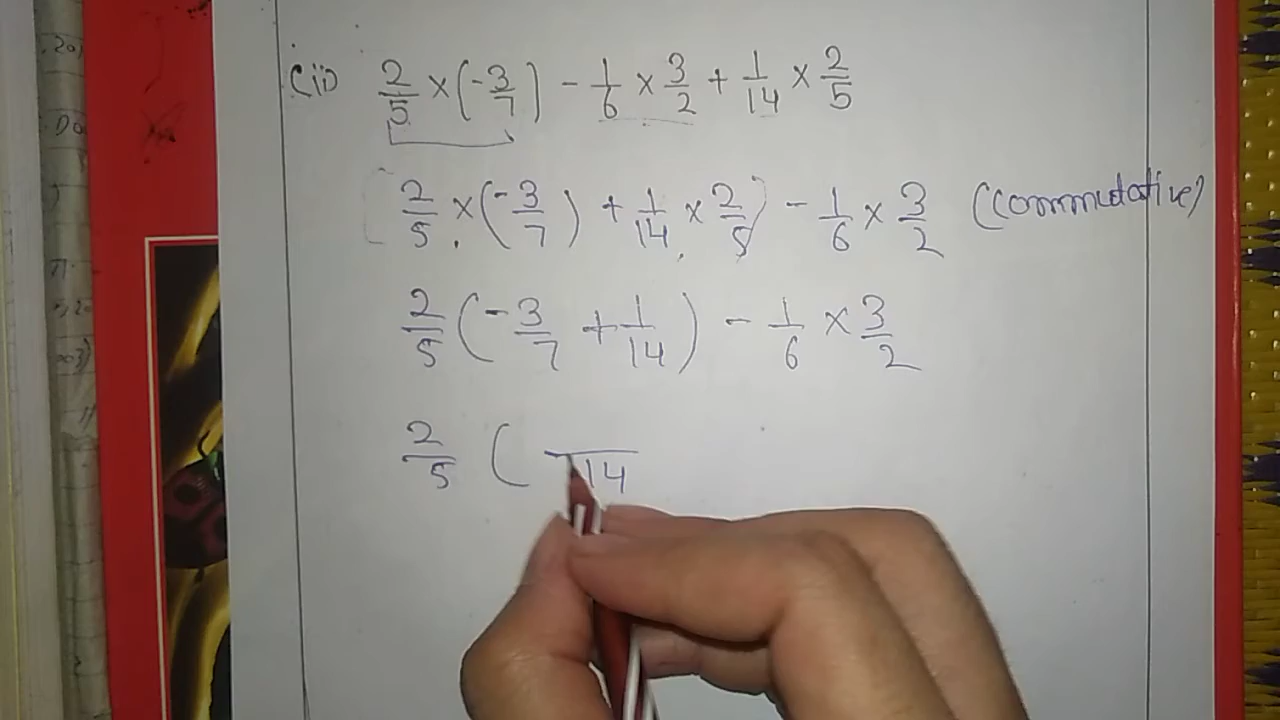 (ii) 2/5 × (-3/7) - 1/6 × 3/2 + 1/14 × 2/5
2/5 × (-3/7) + 1/14 × 2/5) - 1/6 × 3/2 (commutative)
2/5 (-3/7 + 1/14) - 1/6 × 3/2
2/5 ( /14